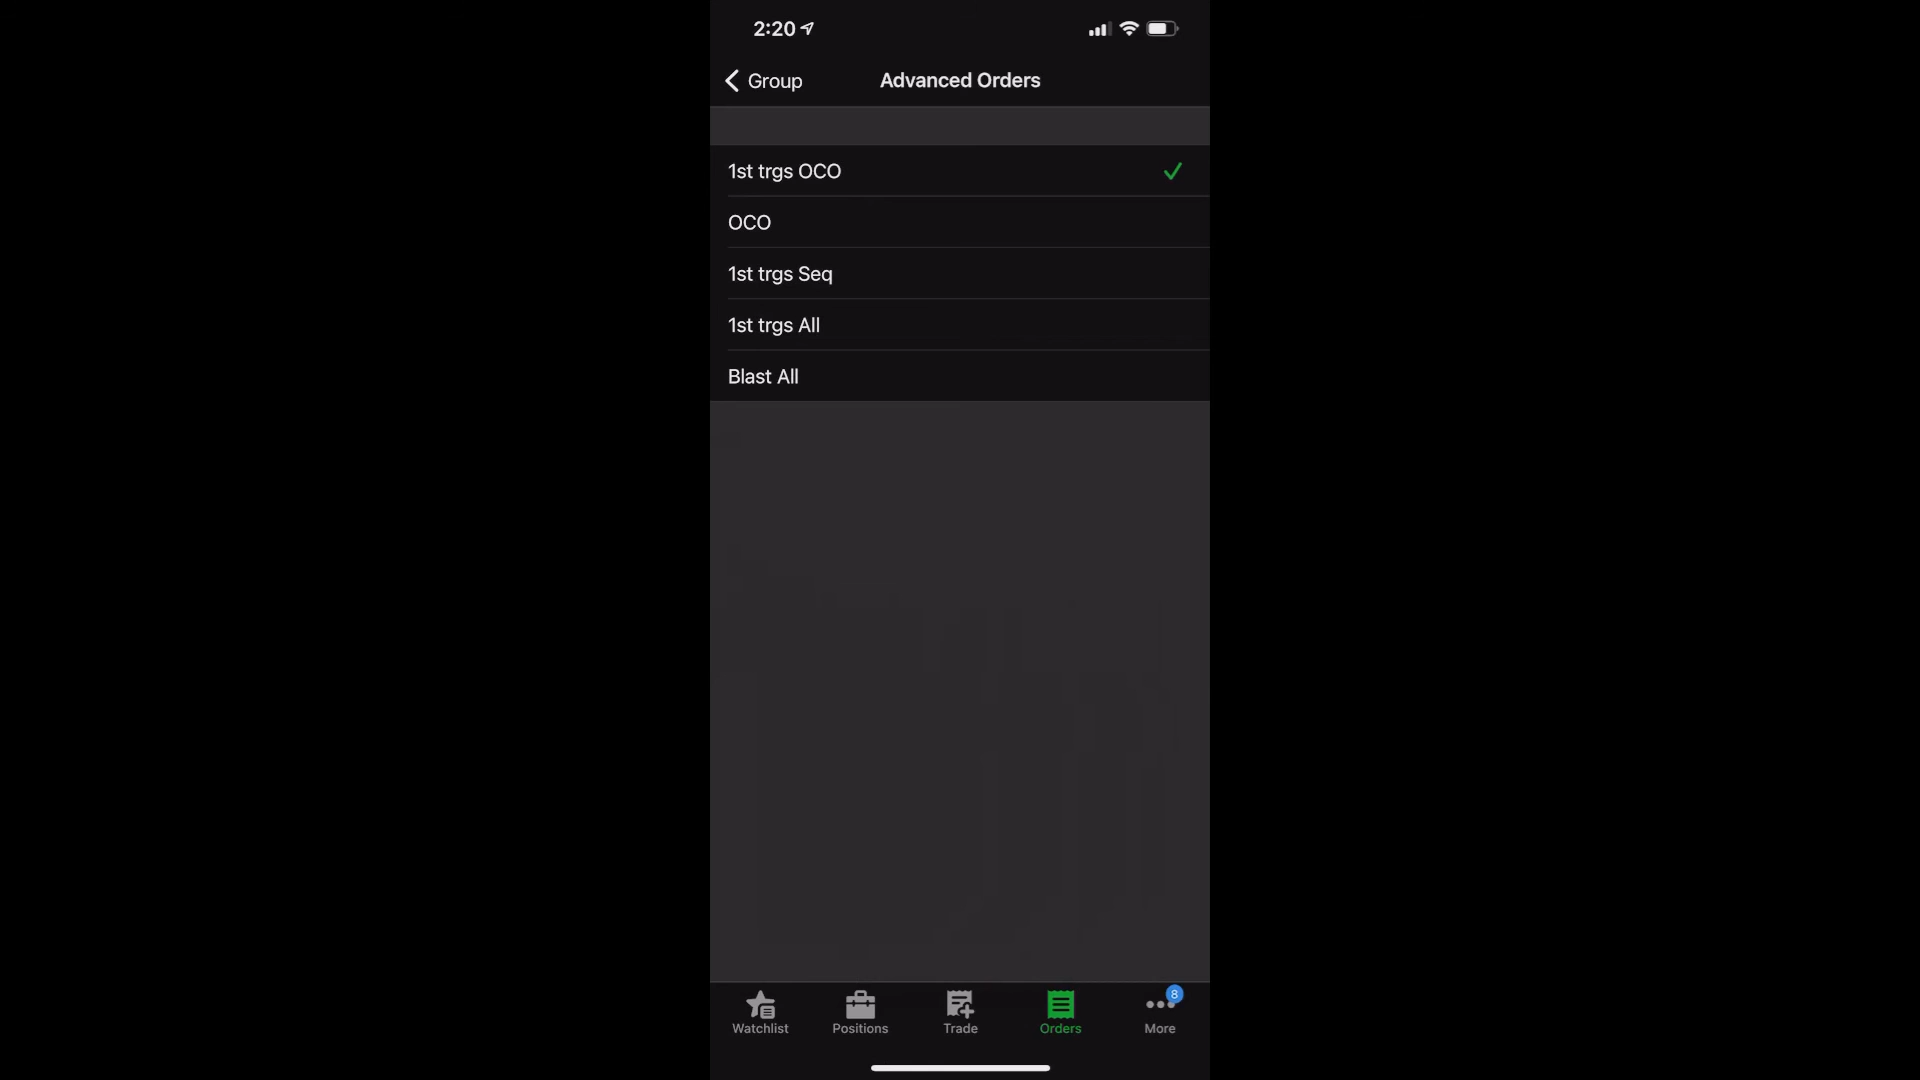 2:20
Group
Advanced Orders
1st trgs OCO
OCO
1st trgs Seq
1st trgs All
Blast All
8
Watchlist
Positions
Trade
Orders
More